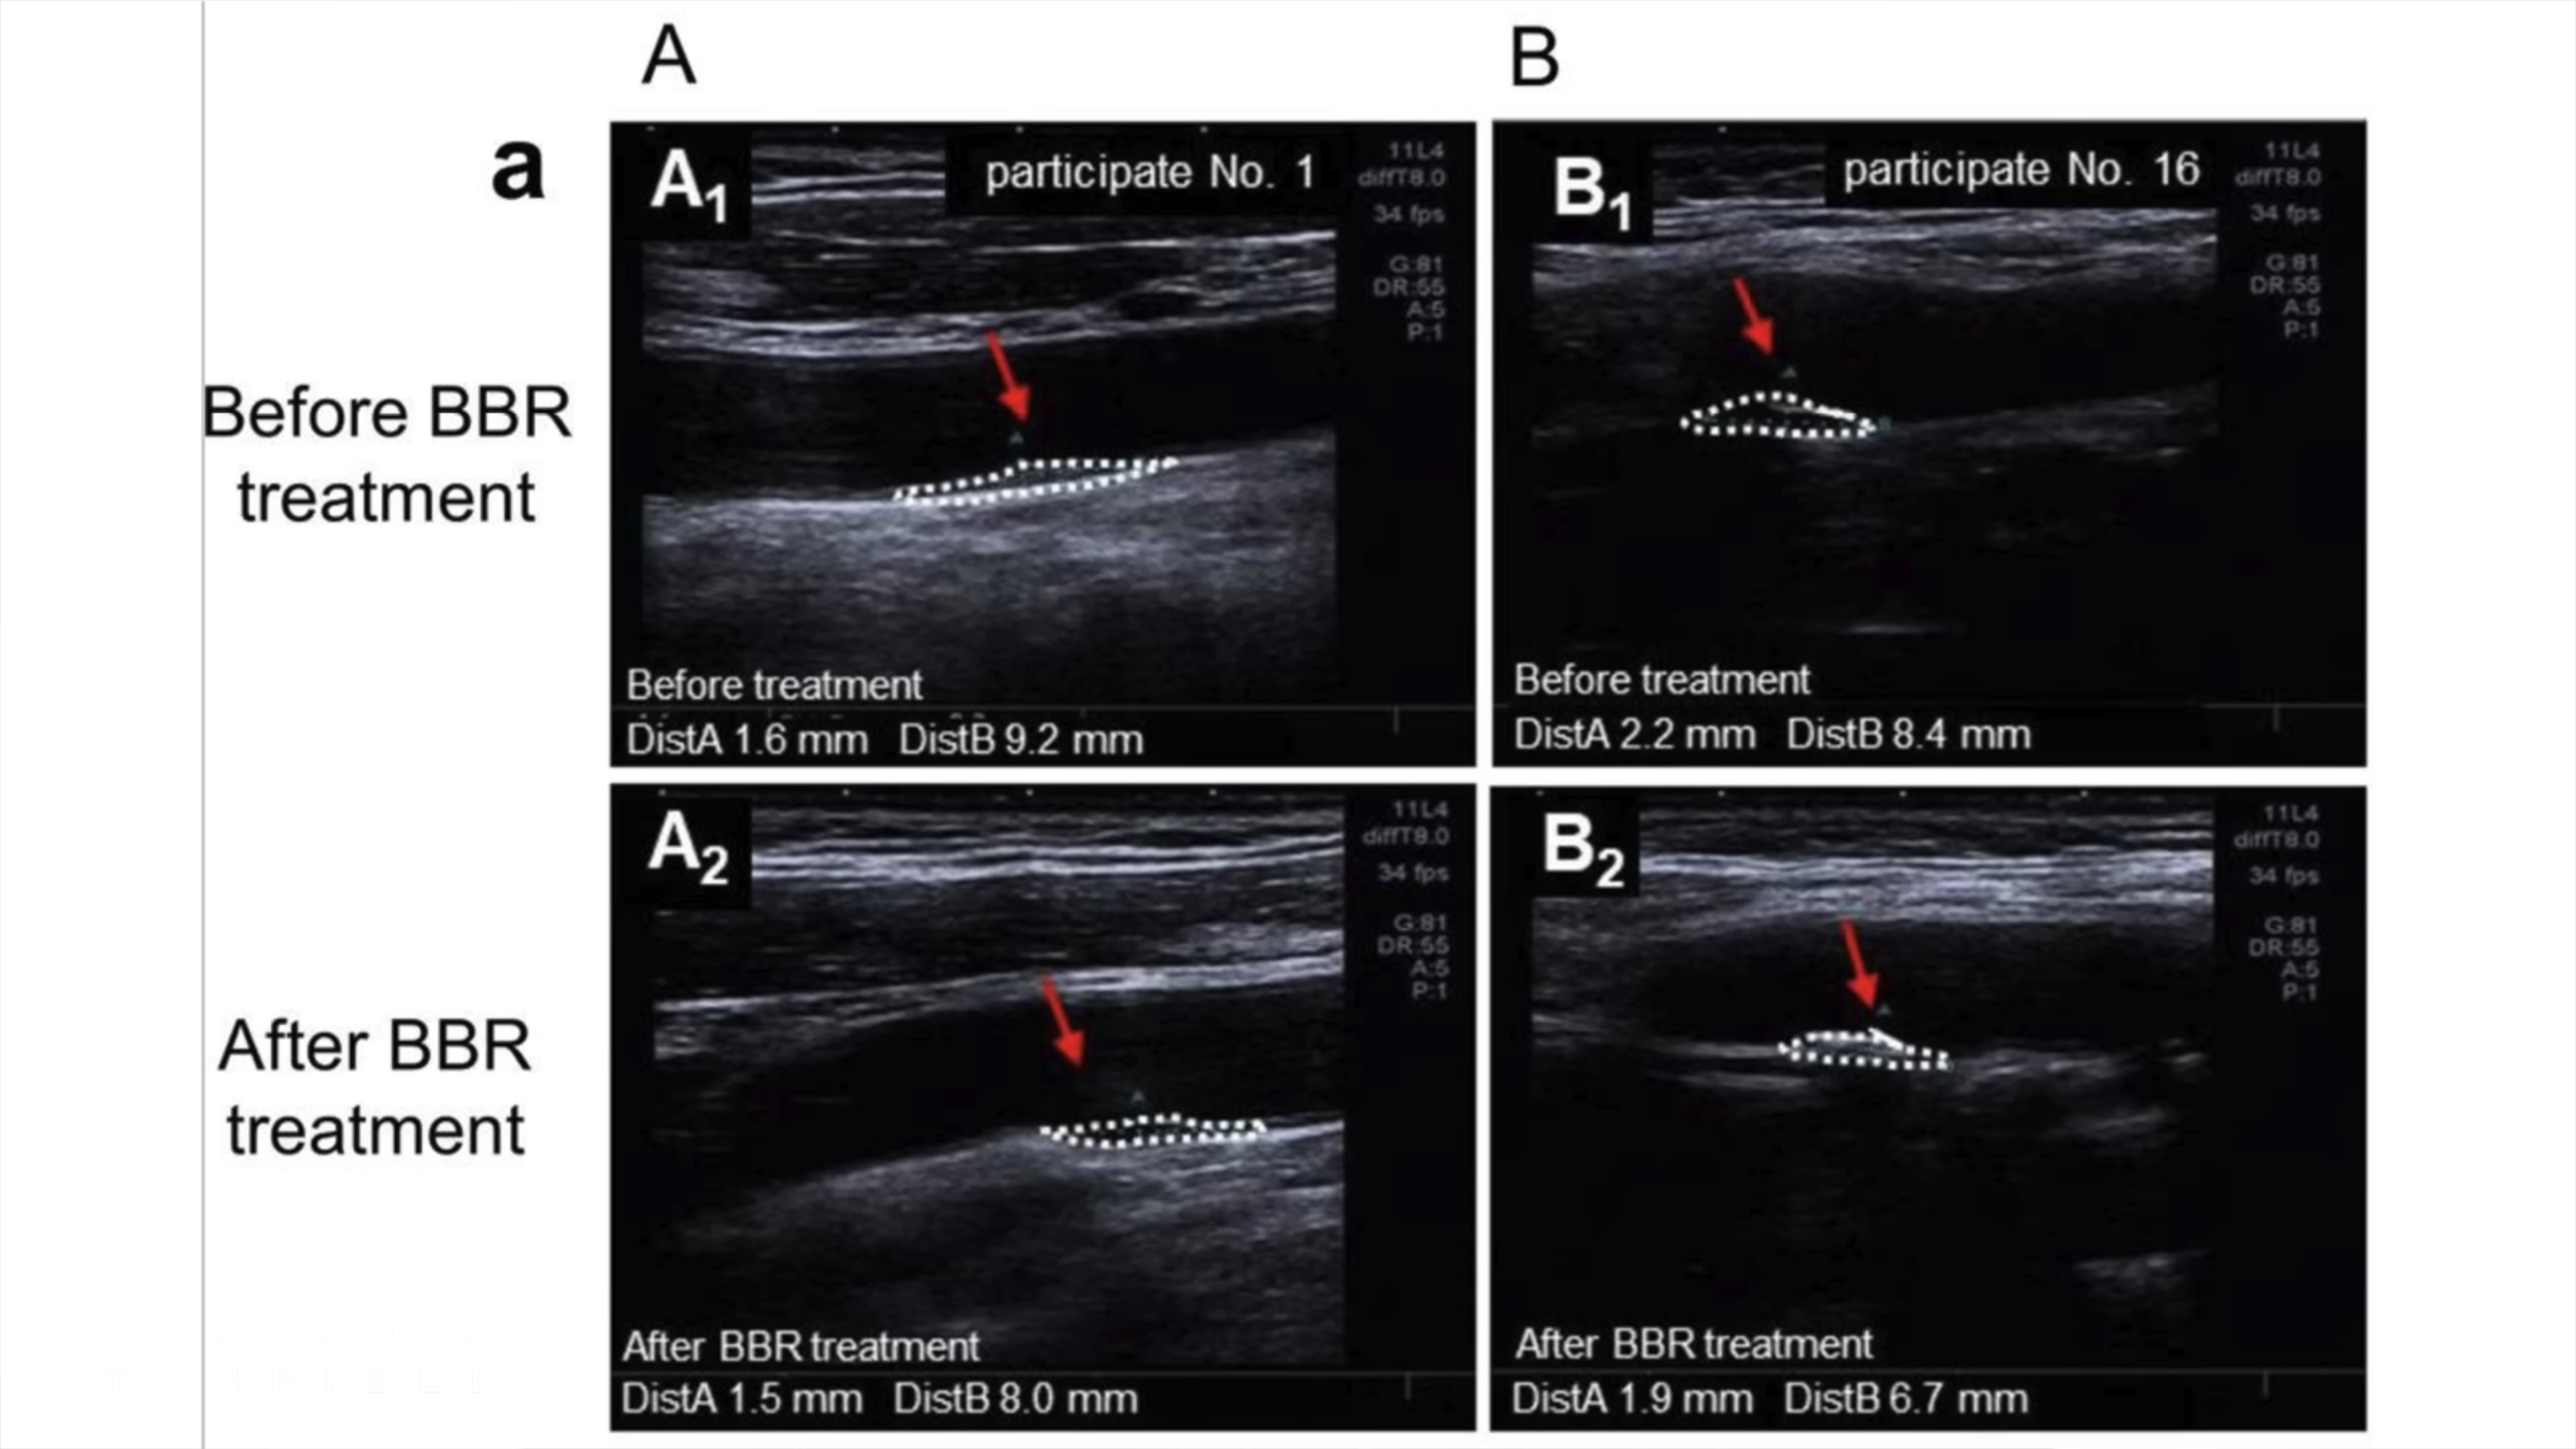 A
B
a
Before BBR
treatment
A1
participate No. 1
11L4
diffT8.0
34 fps
G:81
DR:55
A:5
P:1
Before treatment
DistA 1.6 mm DistB 9.2 mm
B1
participate No. 16
11L4
diffT8.0
34 fps
G:81
DR:55
A:5
P:1
Before treatment
DistA 2.2 mm DistB 8.4 mm
After BBR
treatment
A2
11L4
diffT8.0
34 fps
G:81
DR:55
A:5
P:1
After BBR treatment
DistA 1.5 mm DistB 8.0 mm
B2
11L4
diffT8.0
34 fps
G:81
DR:55
A:5
P:1
After BBR treatment
DistA 1.9 mm DistB 6.7 mm